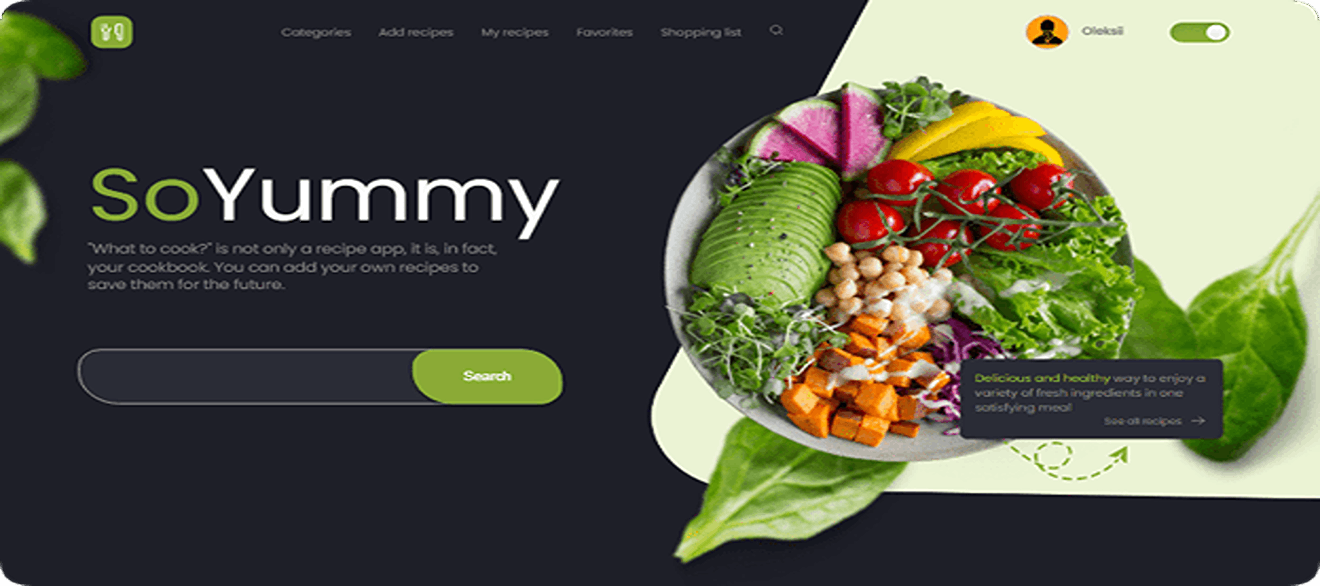 Categories Add recipes My recipes Favorites Shopping list Oleksii
SoYummy
"What to cook?" is not only a recipe app, it is, in fact,
your cookbook. You can add your own recipes to
save them for the future.
Search
Delicious and healthy way to enjoy a
variety of fresh ingredients in one
satisfying meal
See all recipes